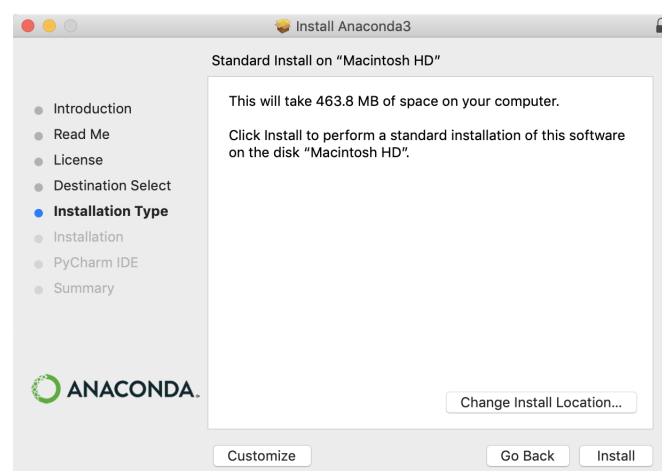 Install Anaconda3
Standard Install on “Macintosh HD”
Introduction
Read Me
License
Destination Select
Installation Type
Installation
PyCharm IDE
Summary
This will take 463.8 MB of space on your computer.
Click Install to perform a standard installation of this software
on the disk “Macintosh HD”.
ANACONDA.
Change Install Location...
Customize
Go Back
Install